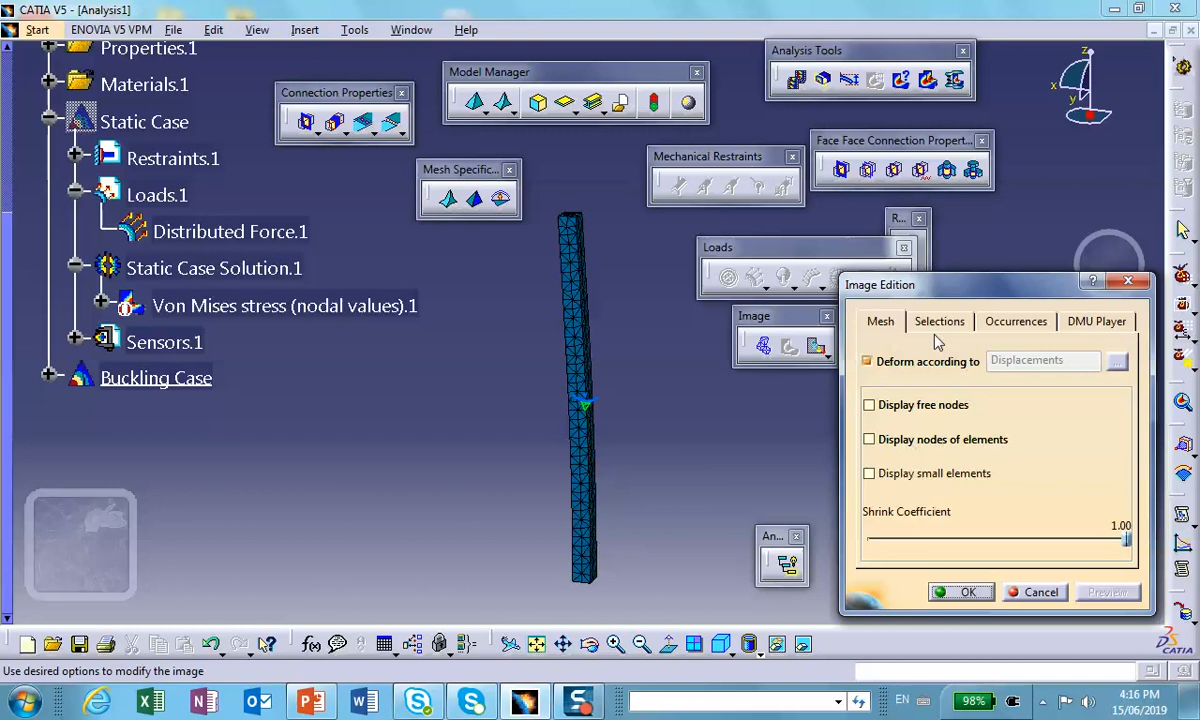 CATIA V5 - [Analysis1]
Start ENOVIA V5 VPM File Edit View Insert Tools Window Help
Properties.1
Materials.1
Static Case
Restraints.1
Loads.1
Distributed Force.1
Static Case Solution.1
Von Mises stress (nodal values).1
Sensors.1
Buckling Case
Connection Properties
Model Manager
Analysis Tools
Mesh Specific...
Mechanical Restraints
Face Face Connection Propert...
R...
Loads
Image
An...
z
x
y
Image Edition
Mesh Selections Occurrences DMU Player
Deform according to Displacements ...
Display free nodes
Display nodes of elements
Display small elements
Shrink Coefficient
1.00
OK Cancel Preview
f(x)
CATIA
Use desired options to modify the image
EN 98% 4:16 PM
15/06/2019